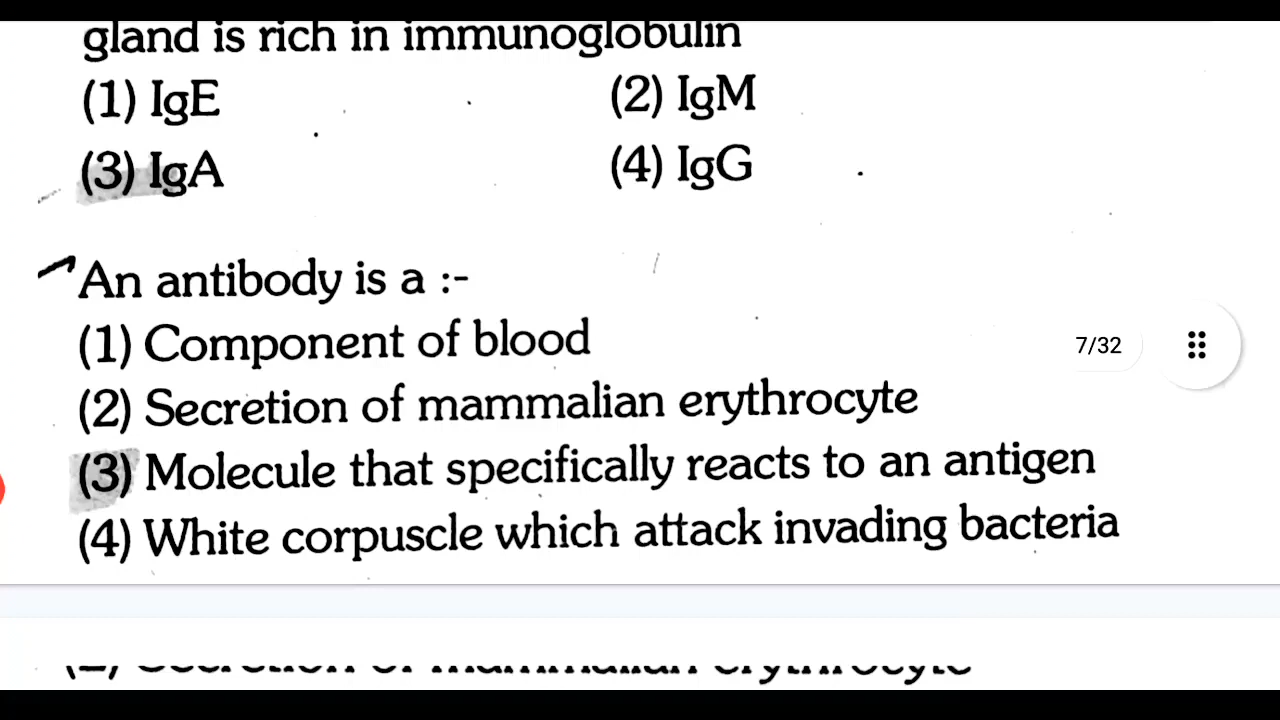 gland is rich in immunoglobulin
(1) IgE (2) IgM
(3) IgA (4) IgG
An antibody is a :-
(1) Component of blood
(2) Secretion of mammalian erythrocyte
(3) Molecule that specifically reacts to an antigen
(4) White corpuscle which attack invading bacteria
7/32